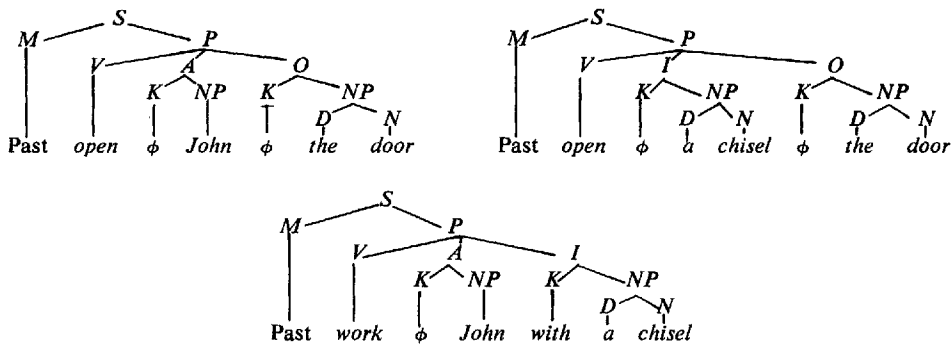 S
M P
V A O
K NP K NP
D N
Past open ϕ John ϕ the door
S
M P
V I O
K NP K NP
D N D N
Past open ϕ a chisel ϕ the door
S
M P
V A I
K NP K NP
D N
Past work ϕ John with a chisel